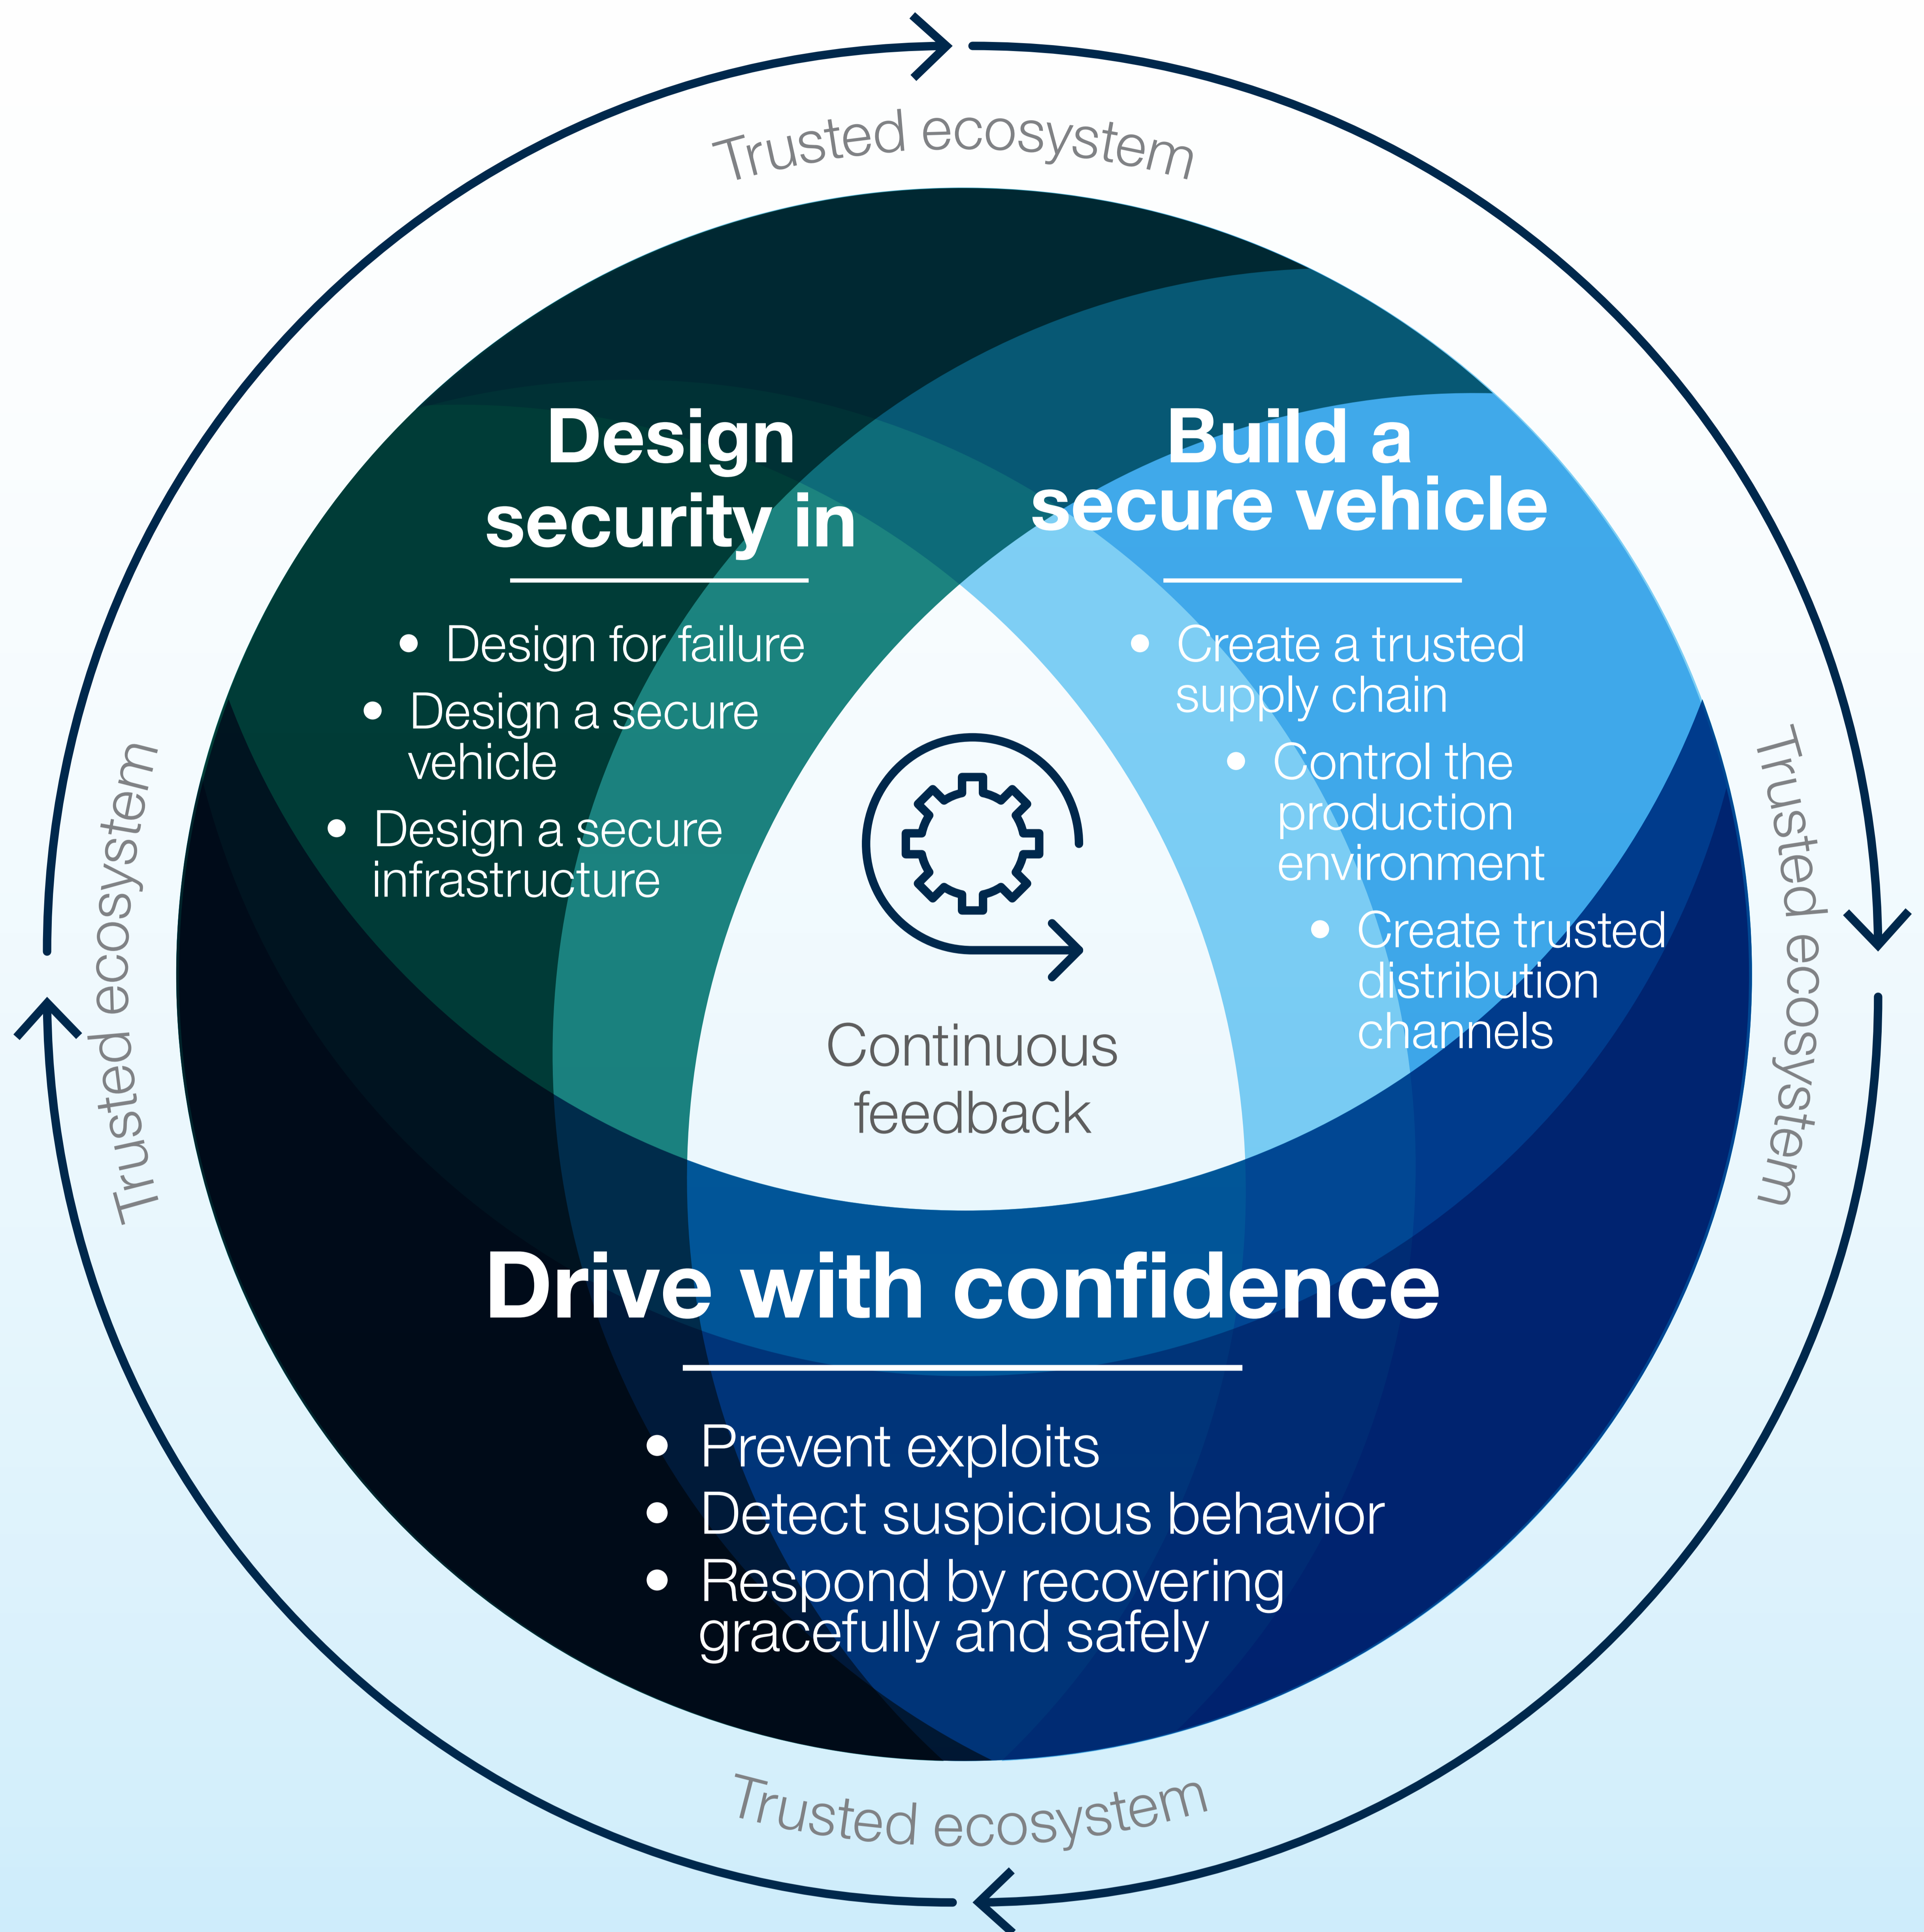 Trusted ecosystem
Design
security in
• Design for failure
• Design a secure
vehicle
• Design a secure
infrastructure
Build a
secure vehicle
• Create a trusted
supply chain
• Control the
production
environment
• Create trusted
distribution
channels
Trusted ecosystem
Trusted ecosystem
Continuous
feedback
Drive with confidence
• Prevent exploits
• Detect suspicious behavior
• Respond by recovering
gracefully and safely
Trusted ecosystem